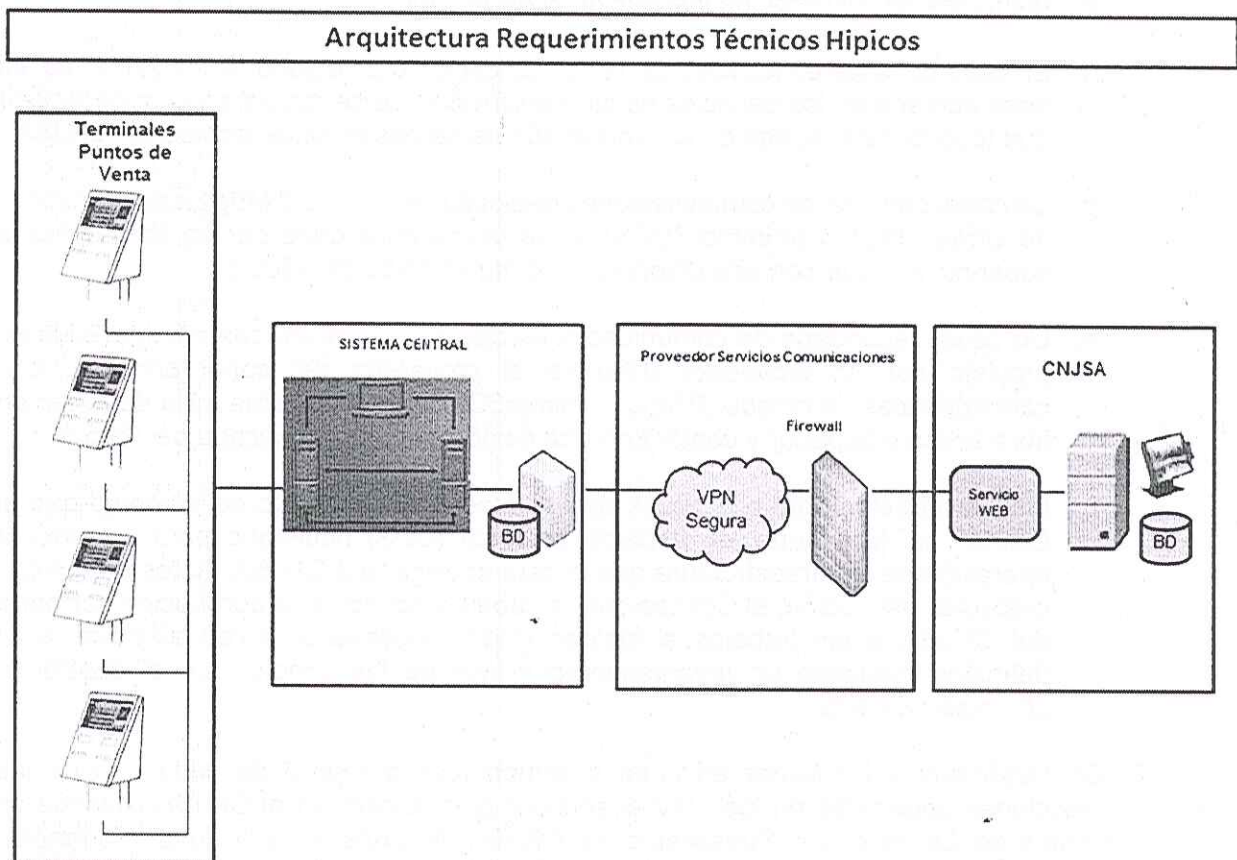 Arquitectura Requerimientos Técnicos Hipicos
Terminales
Puntos de
Venta
SISTEMA CENTRAL
BD
Proveedor Servicios Comunicaciones
Firewall
VPN
Segura
CNJSA
Servicio
WEB
BD